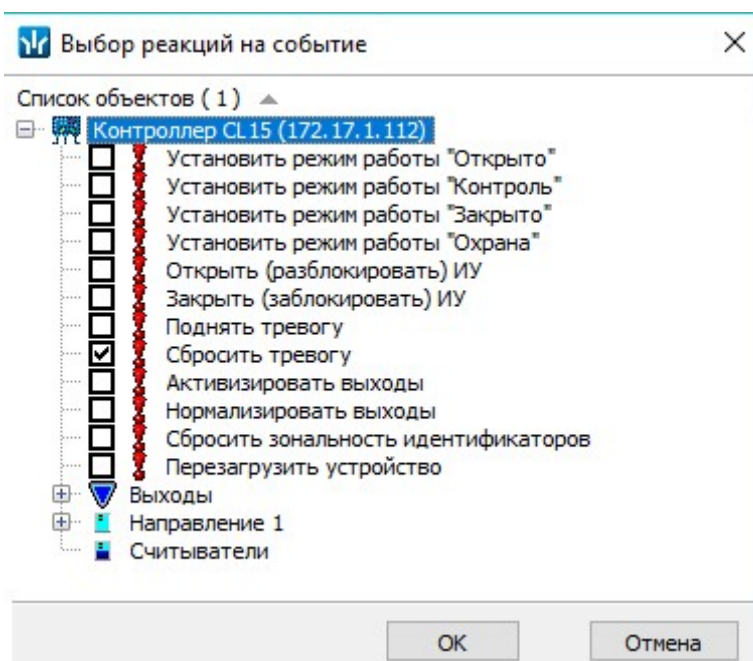 Выбор реакций на событие
Список объектов ( 1 )
Контроллер CL15 (172.17.1.112)
Установить режим работы "Открыто"
Установить режим работы "Контроль"
Установить режим работы "Закрыто"
Установить режим работы "Охрана"
Открыть (разблокировать) ИУ
Закрыть (заблокировать) ИУ
Поднять тревогу
Сбросить тревогу
Активизировать выходы
Нормализировать выходы
Сбросить зональность идентификаторов
Перезагрузить устройство
Выходы
Направление 1
Считыватели
ОК Отмена